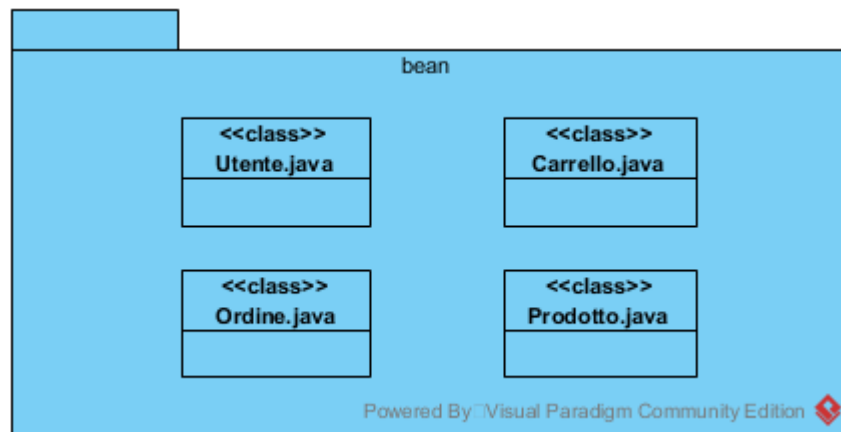 bean
<<class>>
Utente.java
<<class>>
Carrello.java
<<class>>
Ordine.java
<<class>>
Prodotto.java
Powered By Visual Paradigm Community Edition